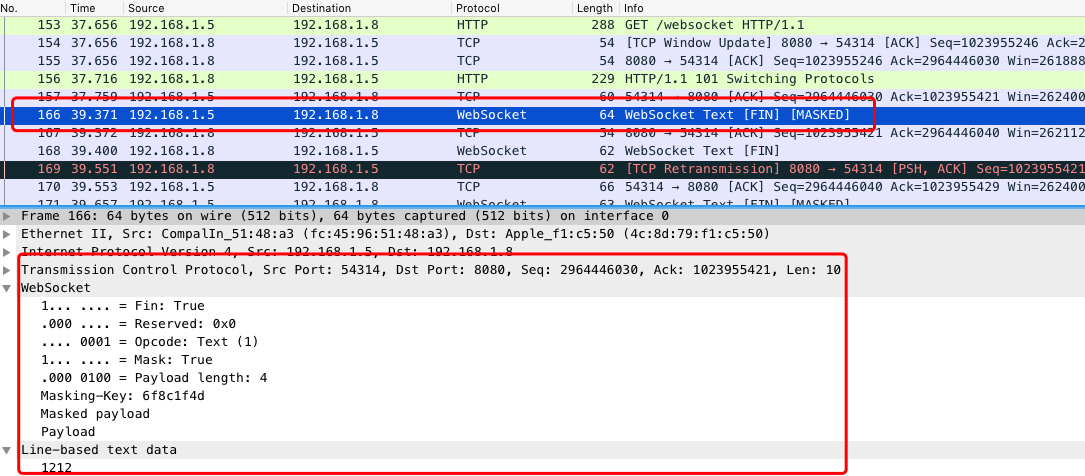 No. Time Source Destination Protocol Length Info
153 37.656 192.168.1.5 192.168.1.8 HTTP 288 GET /websocket HTTP/1.1
154 37.656 192.168.1.8 192.168.1.5 TCP 54 [TCP Window Update] 8080 → 54314 [ACK] Seq=1023955246 Ack=2
155 37.656 192.168.1.8 192.168.1.5 TCP 54 8080 → 54314 [ACK] Seq=1023955246 Ack=2964446030 Win=261888
156 37.716 192.168.1.8 192.168.1.5 HTTP 229 HTTP/1.1 101 Switching Protocols
157 37.759 192.168.1.5 192.168.1.8 TCP 60 54314 → 8080 [ACK] Seq=2964446030 Ack=1023955421 Win=262400
166 39.371 192.168.1.5 192.168.1.8 WebSocket 64 WebSocket Text [FIN] [MASKED]
167 39.372 192.168.1.8 192.168.1.5 TCP 54 8080 → 54314 [ACK] Seq=1023955421 Ack=2964446040 Win=262112
168 39.400 192.168.1.8 192.168.1.5 WebSocket 62 WebSocket Text [FIN]
169 39.551 192.168.1.8 192.168.1.5 TCP 62 [TCP Retransmission] 8080 → 54314 [PSH, ACK] Seq=1023955421
170 39.553 192.168.1.5 192.168.1.8 TCP 66 54314 → 8080 [ACK] Seq=2964446040 Ack=1023955429 Win=26240
171 39.657 192.168.1.5 192.168.1.8 WebSocket 63 WebSocket Text [FIN] [MASKED]
Frame 166: 64 bytes on wire (512 bits), 64 bytes captured (512 bits) on interface 0
Ethernet II, Src: CompalIn_51:48:a3 (fc:45:96:51:48:a3), Dst: Apple_f1:c5:50 (4c:8d:79:f1:c5:50)
Internet Protocol Version 4, Src: 192.168.1.5, Dst: 192.168.1.8
Transmission Control Protocol, Src Port: 54314, Dst Port: 8080, Seq: 2964446030, Ack: 1023955421, Len: 10
WebSocket
1... .... = Fin: True
.000 .... = Reserved: 0x0
.... 0001 = Opcode: Text (1)
1... .... = Mask: True
.000 0100 = Payload length: 4
Masking-Key: 6f8c1f4d
Masked payload
Payload
Line-based text data
1212